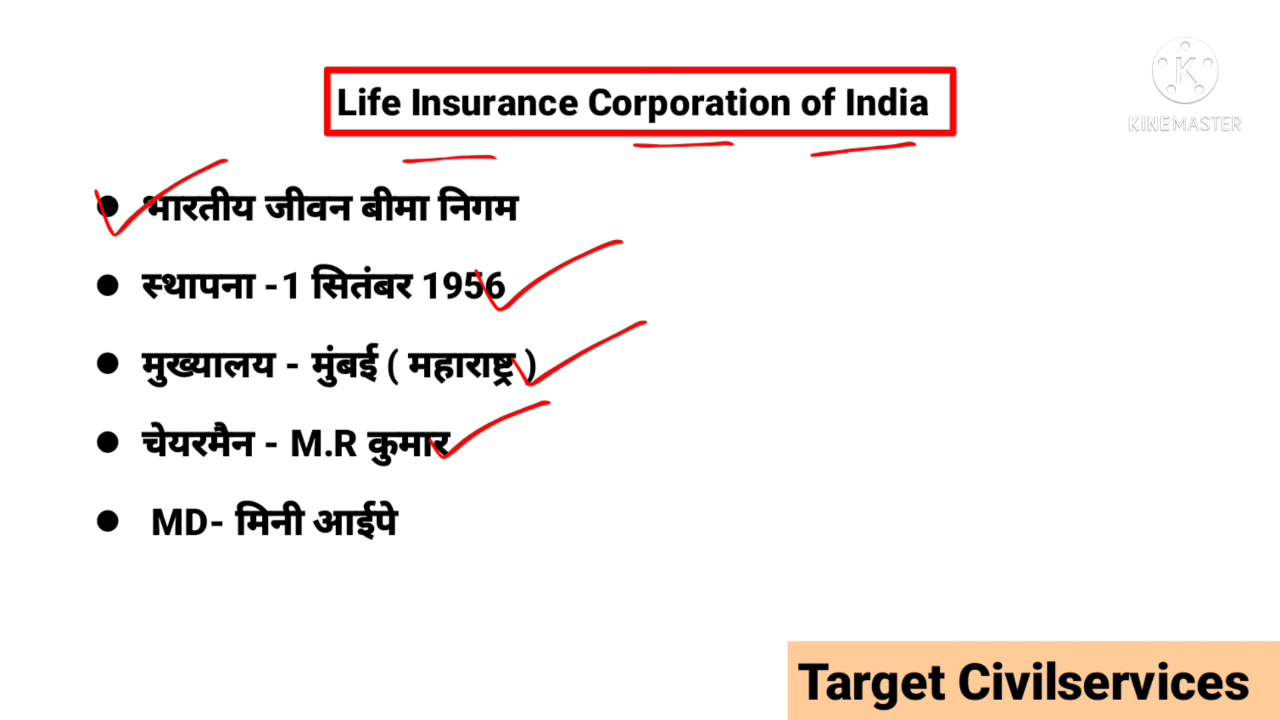 Life Insurance Corporation of India
K
KINEMASTER
भारतीय जीवन बीमा निगम
स्थापना -1 सितंबर 1956
मुख्यालय - मुंबई ( महाराष्ट्र )
चेयरमैन - M.R कुमार
MD- मिनी आईपे
Target Civilservices